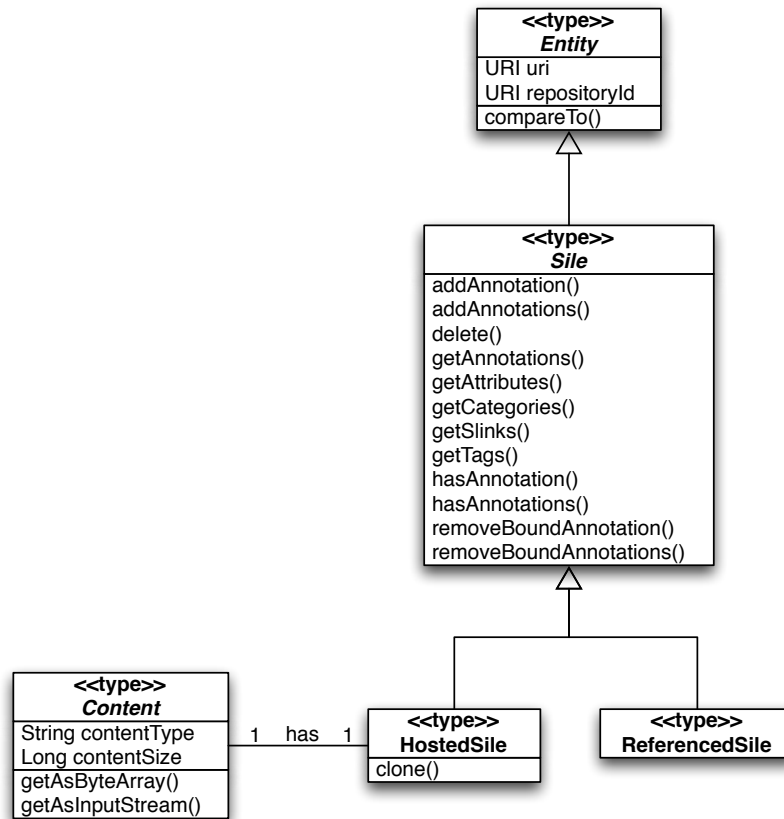 <<type>>
Entity
URI uri
URI repositoryId
compareTo()
<<type>>
Sile
addAnnotation()
addAnnotations()
delete()
getAnnotations()
getAttributes()
getCategories()
getSlinks()
getTags()
hasAnnotation()
hasAnnotations()
removeBoundAnnotation()
removeBoundAnnotations()
<<type>>
Content
String contentType
Long contentSize
getAsByteArray()
getAsInputStream()
1 has 1
<<type>>
HostedSile
clone()
<<type>>
ReferencedSile